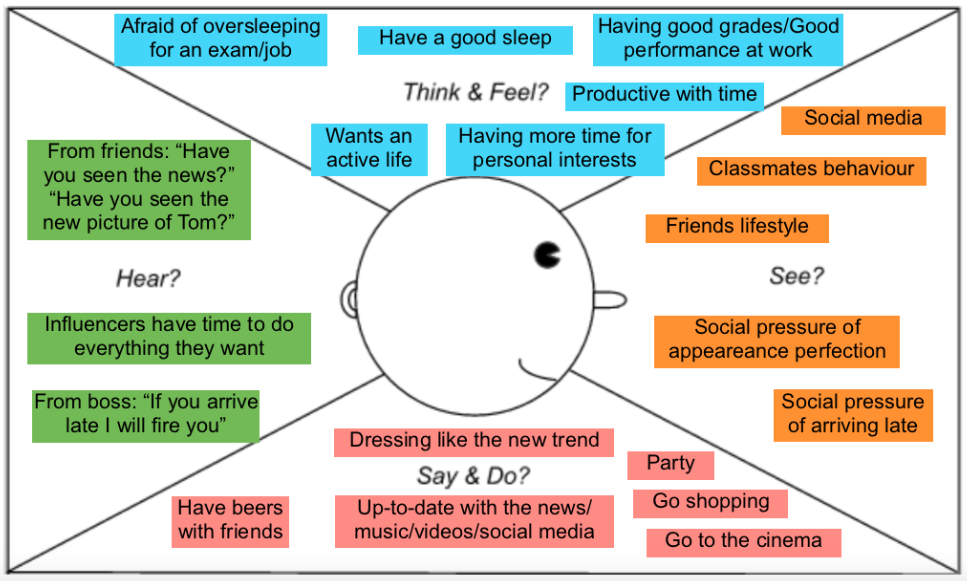 Afraid of oversleeping
for an exam/job
Have a good sleep
Having good grades/Good
performance at work
Think & Feel?
Productive with time
Wants an
active life
Having more time for
personal interests
Social media
Classmates behaviour
Friends lifestyle
See?
Social pressure of
appeareance perfection
Social pressure
of arriving late
From friends: “Have
you seen the news?”
“Have you seen the
new picture of Tom?”
Hear?
Influencers have time to do
everything they want
From boss: “If you arrive
late I will fire you”
Dressing like the new trend
Say & Do?
Party
Have beers
with friends
Up-to-date with the news/
music/videos/social media
Go shopping
Go to the cinema